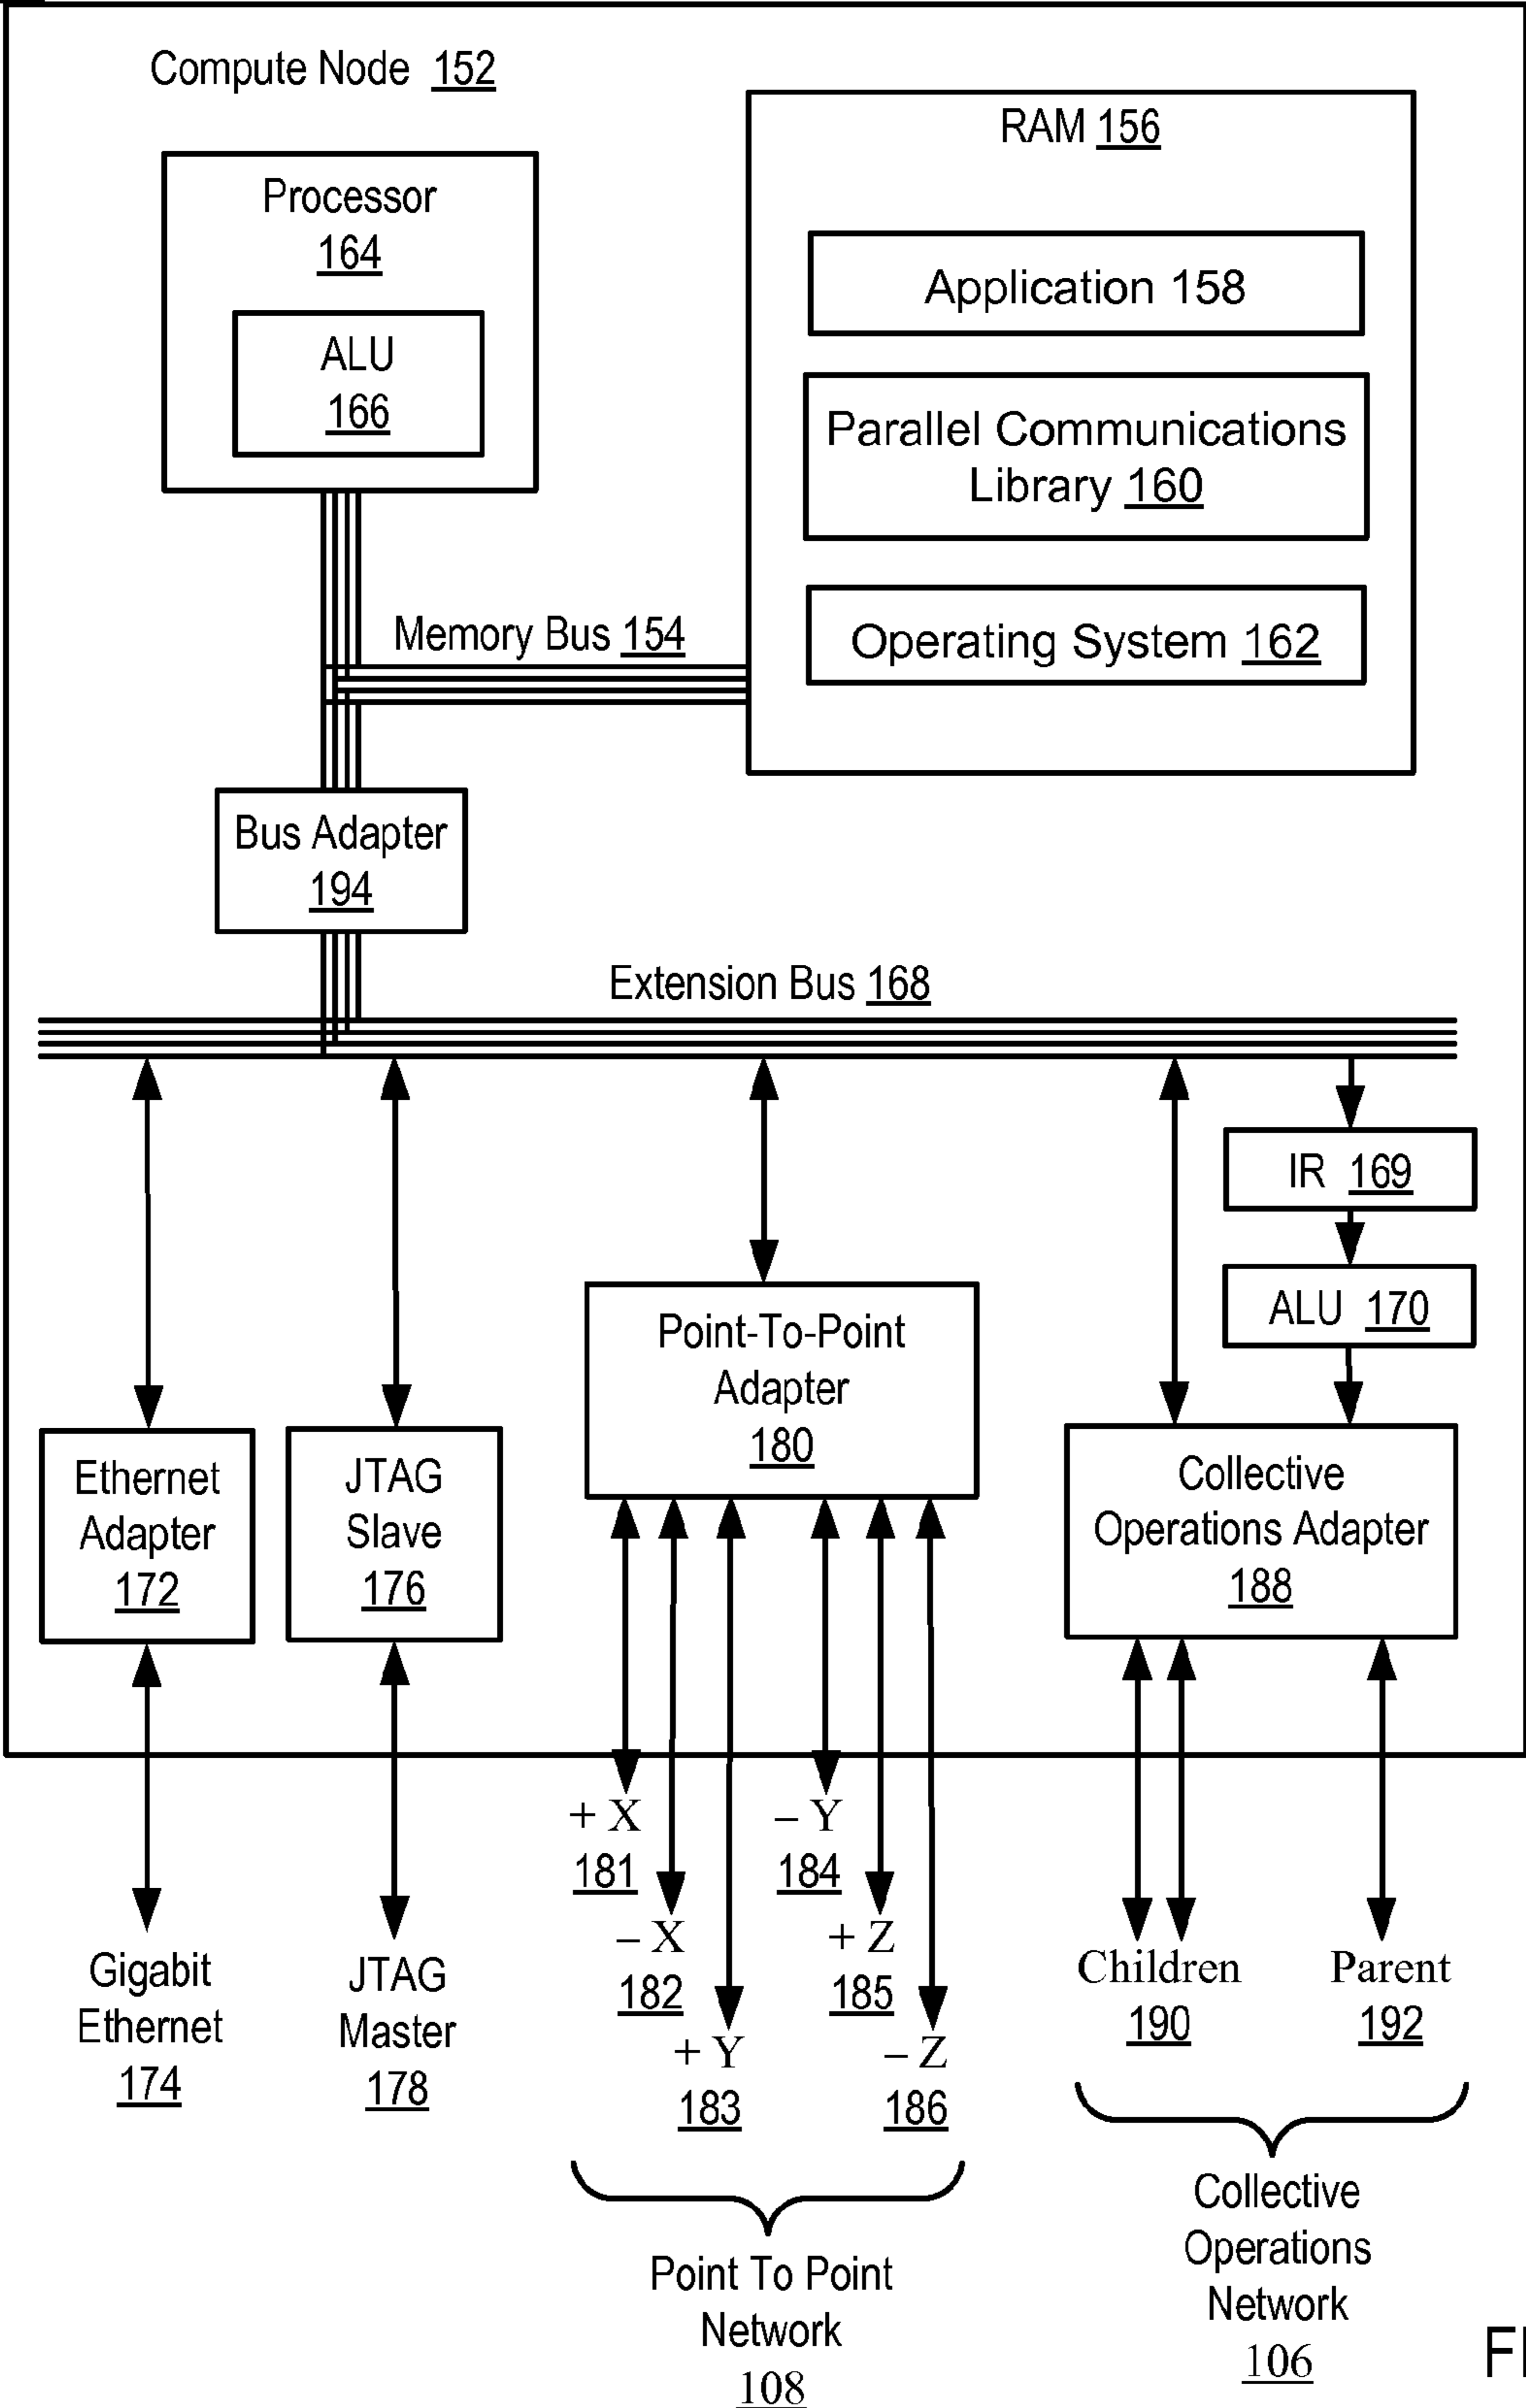 Compute Node 152
RAM 156
Processor
164
ALU
166
Application 158
Parallel Communications
Library 160
Operating System 162
Memory Bus 154
Bus Adapter
194
Extension Bus 168
IR 169
ALU 170
Point-To-Point
Adapter
180
Ethernet
Adapter
172
JTAG
Slave
176
Collective
Operations Adapter
188
+ X
181
– X
182
+ Y
183
– Y
184
+ Z
185
– Z
186
Gigabit
Ethernet
174
JTAG
Master
178
Children
190
Parent
192
Point To Point
Network
108
Collective
Operations
Network
106